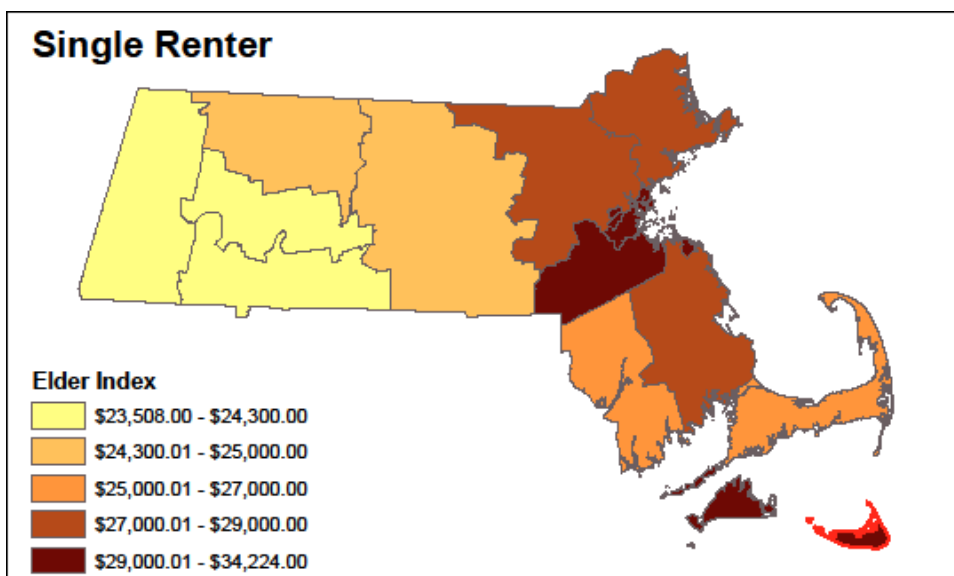 Single Renter
Elder Index
$23,508.00 - $24,300.00
$24,300.01 - $25,000.00
$25,000.01 - $27,000.00
$27,000.01 - $29,000.00
$29,000.01 - $34,224.00